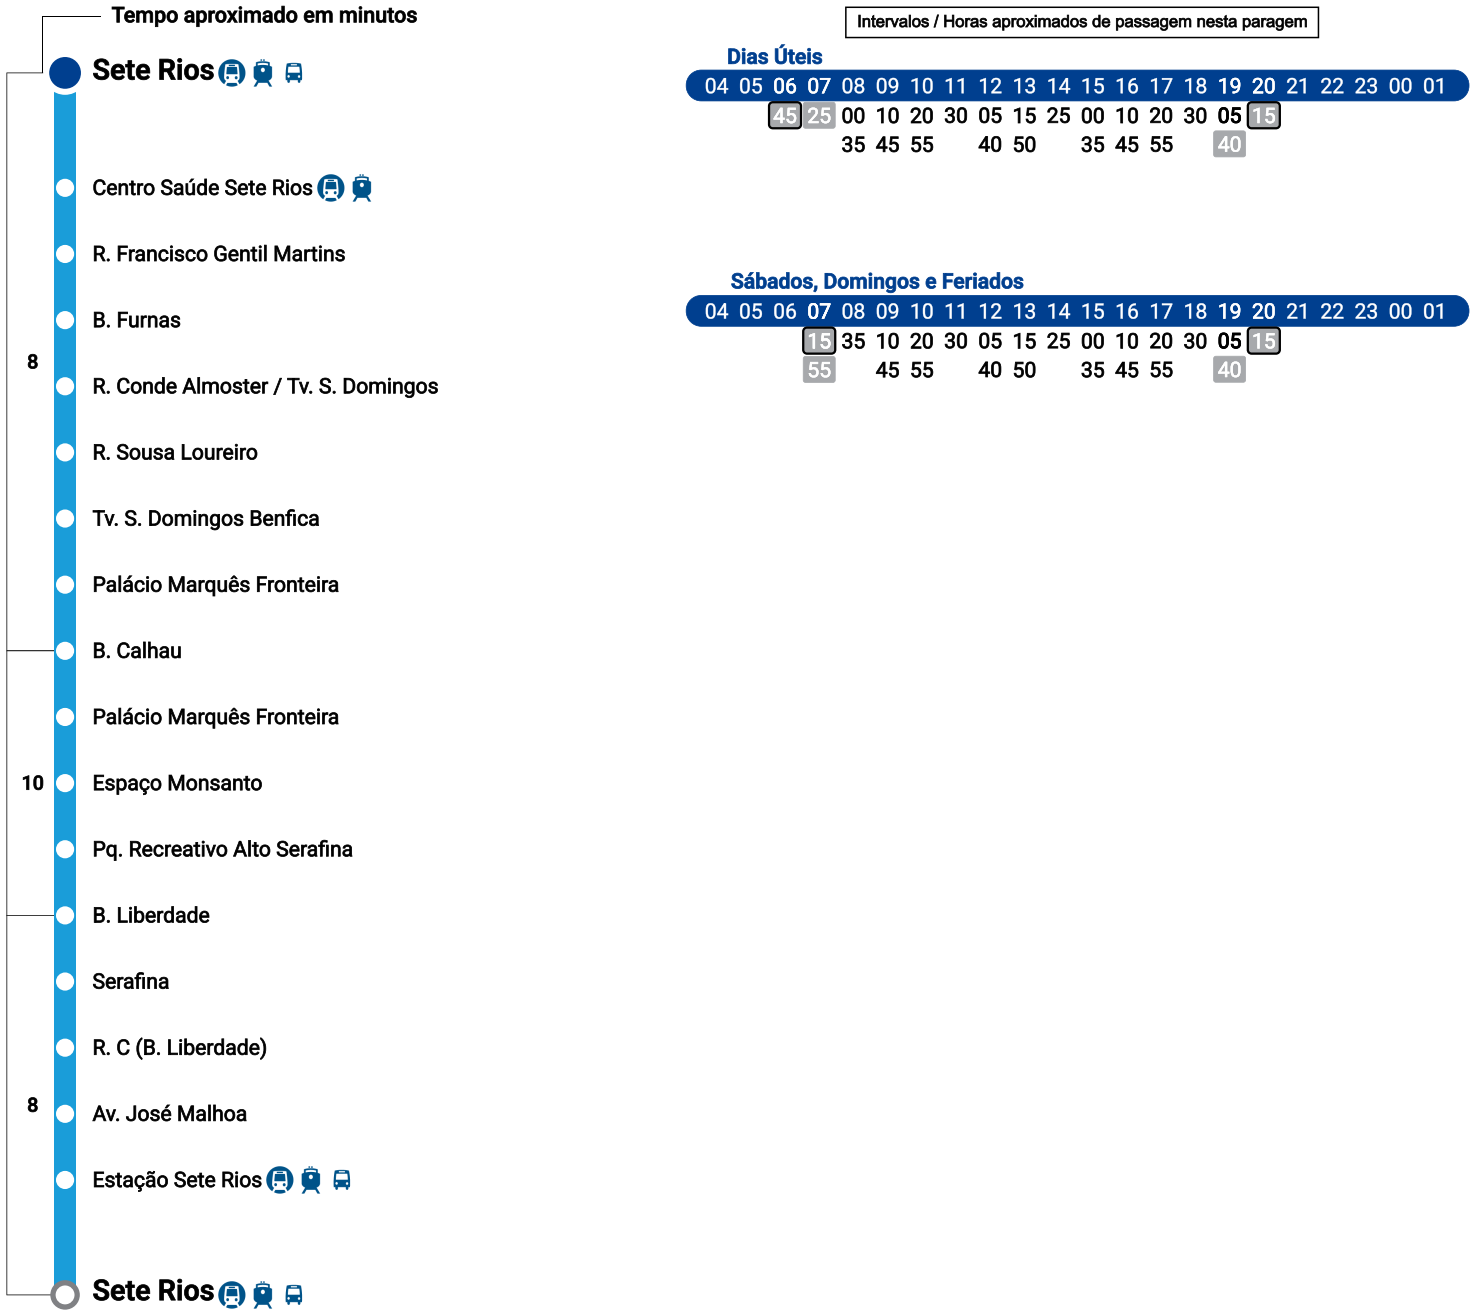 Tempo aproximado em minutos
Sete Rios
Centro Saúde Sete Rios
R. Francisco Gentil Martins
B. Furnas
8
R. Conde Almoster / Tv. S. Domingos
R. Sousa Loureiro
Tv. S. Domingos Benfica
Palácio Marquês Fronteira
B. Calhau
Palácio Marquês Fronteira
10
Espaço Monsanto
Pq. Recreativo Alto Serafina
B. Liberdade
Serafina
R. C (B. Liberdade)
8
Av. José Malhoa
Estação Sete Rios
Sete Rios
Intervalos / Horas aproximados de passagem nesta paragem
Dias Úteis
04 05 06 07 08 09 10 11 12 13 14 15 16 17 18 19 20 21 22 23 00 01
45 25 00 10 20 30 05 15 25 00 10 20 30 05 15
35 45 55 40 50 35 45 55 40
Sábados, Domingos e Feriados
04 05 06 07 08 09 10 11 12 13 14 15 16 17 18 19 20 21 22 23 00 01
15 35 10 20 30 05 15 25 00 10 20 30 05 15
55 45 55 40 50 35 45 55 40